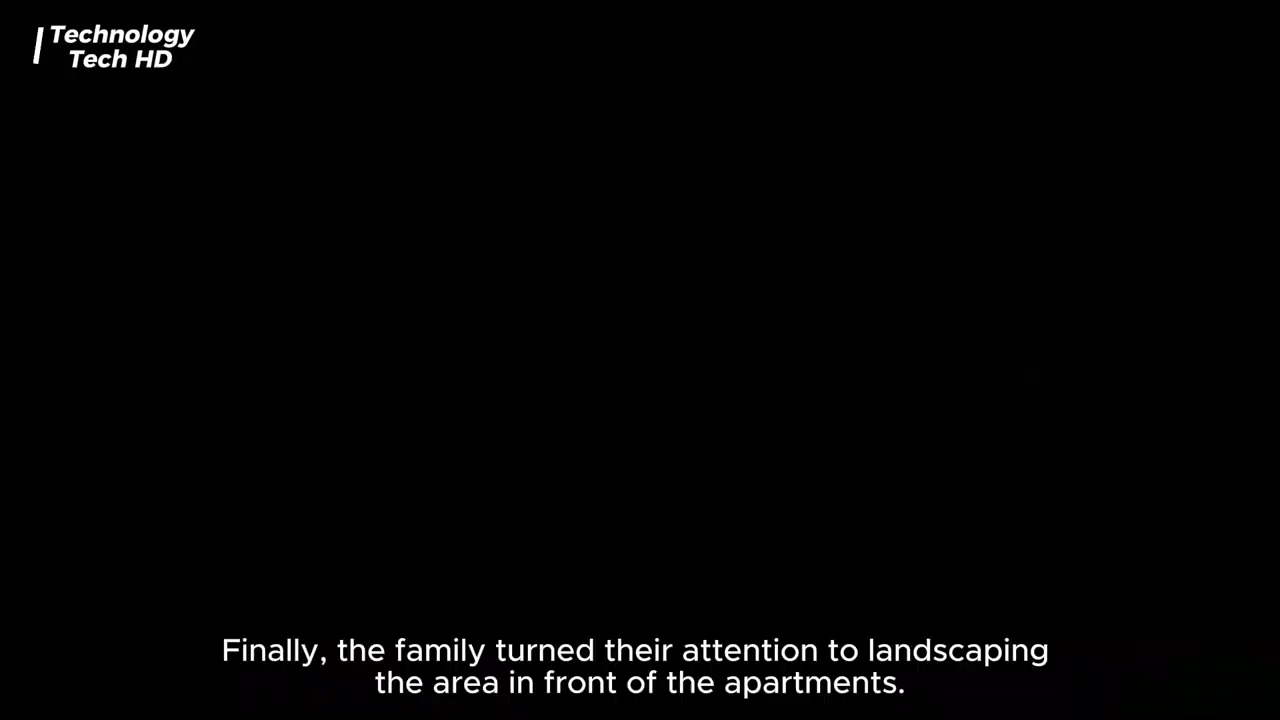 Technology
Tech HD
Finally, the family turned their attention to landscaping
the area in front of the apartments.